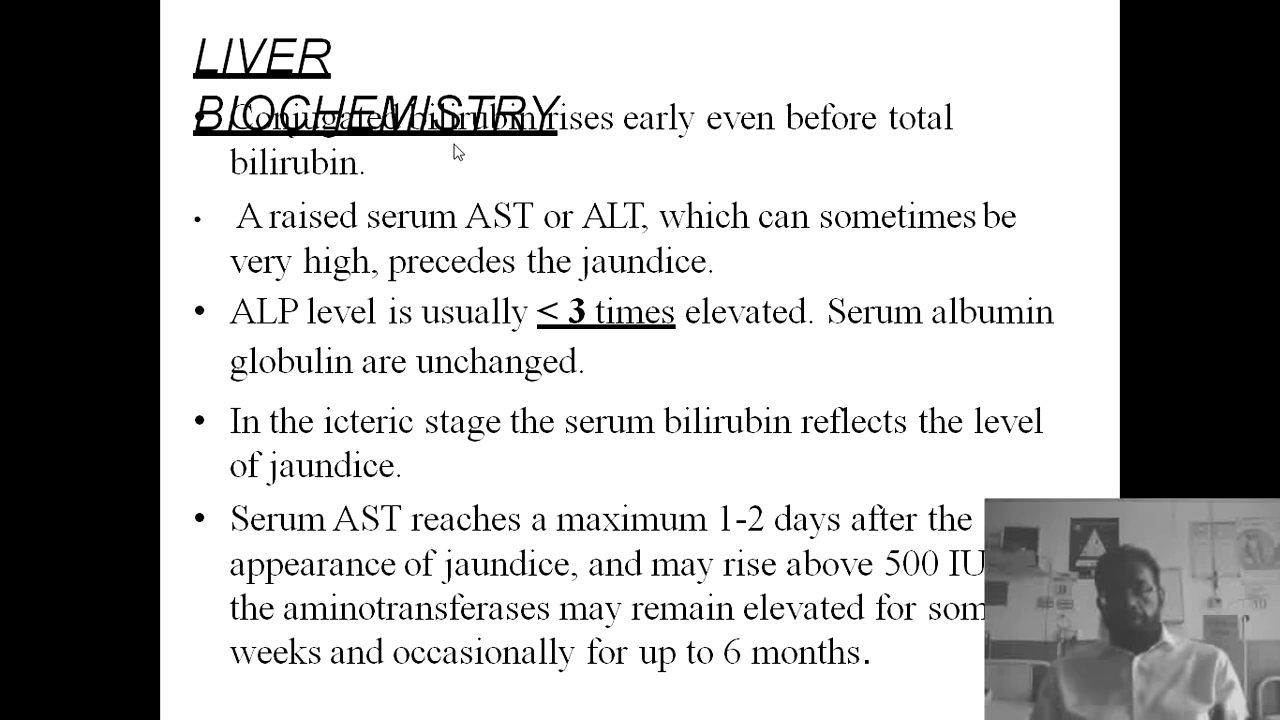 LIVER
BIOCHEMISTRY
• Conjugated bilirubin rises early even before total
bilirubin.
• A raised serum AST or ALT, which can sometimes be
very high, precedes the jaundice.
• ALP level is usually < 3 times elevated. Serum albumin
globulin are unchanged.
• In the icteric stage the serum bilirubin reflects the level
of jaundice.
• Serum AST reaches a maximum 1-2 days after the
appearance of jaundice, and may rise above 500 IU
the aminotransferases may remain elevated for som
weeks and occasionally for up to 6 months.